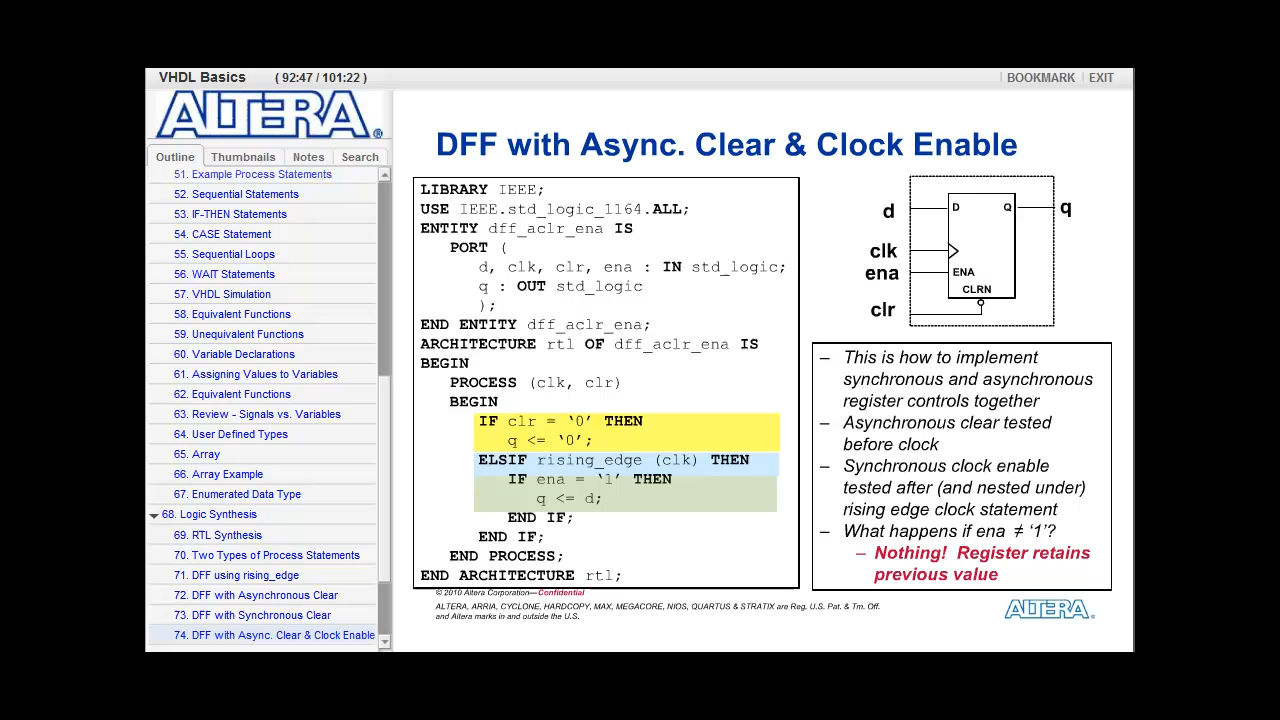 VHDL Basics ( 92:47 / 101:22 )
BOOKMARK EXIT
ALTERA®
Outline Thumbnails Notes Search
51. Example Process Statements
52. Sequential Statements
53. IF-THEN Statements
54. CASE Statement
55. Sequential Loops
56. WAIT Statements
57. VHDL Simulation
58. Equivalent Functions
59. Unequivalent Functions
60. Variable Declarations
61. Assigning Values to Variables
62. Equivalent Functions
63. Review - Signals vs. Variables
64. User Defined Types
65. Array
66. Array Example
67. Enumerated Data Type
68. Logic Synthesis
69. RTL Synthesis
70. Two Types of Process Statements
71. DFF using rising_edge
72. DFF with Asynchronous Clear
73. DFF with Synchronous Clear
74. DFF with Async. Clear & Clock Enable
DFF with Async. Clear & Clock Enable
LIBRARY IEEE;
USE IEEE.std_logic_1164.ALL;
ENTITY dff_aclr_ena IS
PORT (
d, clk, clr, ena : IN std_logic;
q : OUT std_logic
);
END ENTITY dff_aclr_ena;
ARCHITECTURE rtl OF dff_aclr_ena IS
BEGIN
PROCESS (clk, clr)
BEGIN
IF clr = ‘0’ THEN
q <= ‘0’;
ELSIF rising_edge (clk) THEN
IF ena = ‘1’ THEN
q <= d;
END IF;
END IF;
END PROCESS;
END ARCHITECTURE rtl;
d D Q q
clk
ena ENA
CLRN
clr
– This is how to implement
synchronous and asynchronous
register controls together
– Asynchronous clear tested
before clock
– Synchronous clock enable
tested after (and nested under)
rising edge clock statement
– What happens if ena ≠ ‘1’?
– Nothing! Register retains
previous value
© 2010 Altera Corporation—Confidential
ALTERA, ARRIA, CYCLONE, HARDCOPY, MAX, MEGACORE, NIOS, QUARTUS & STRATIX are Reg. U.S. Pat. & Tm. Off.
and Altera marks in and outside the U.S.
ALTERA®